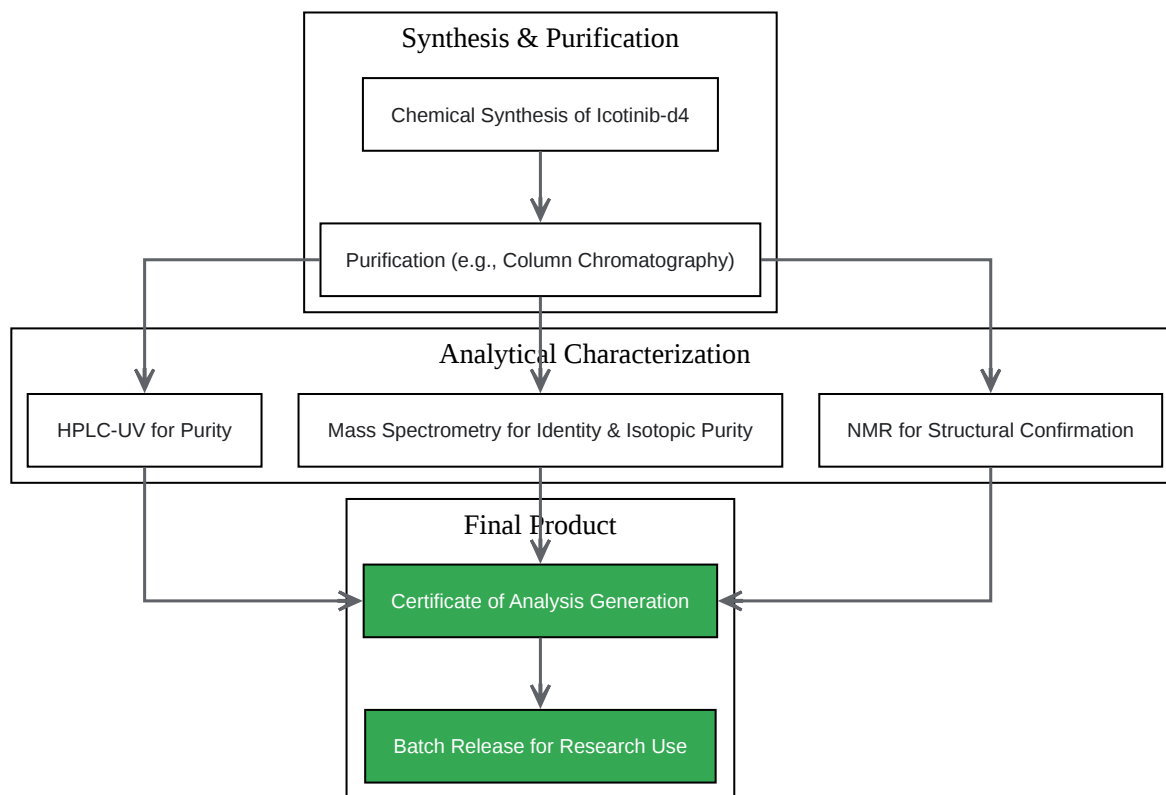 Synthesis & Purification
Chemical Synthesis of Icotinib-d4
Purification (e.g., Column Chromatography)
Analytical Characterization
HPLC-UV for Purity
Mass Spectrometry for Identity & Isotopic Purity
NMR for Structural Confirmation
Final Product
Certificate of Analysis Generation
Batch Release for Research Use